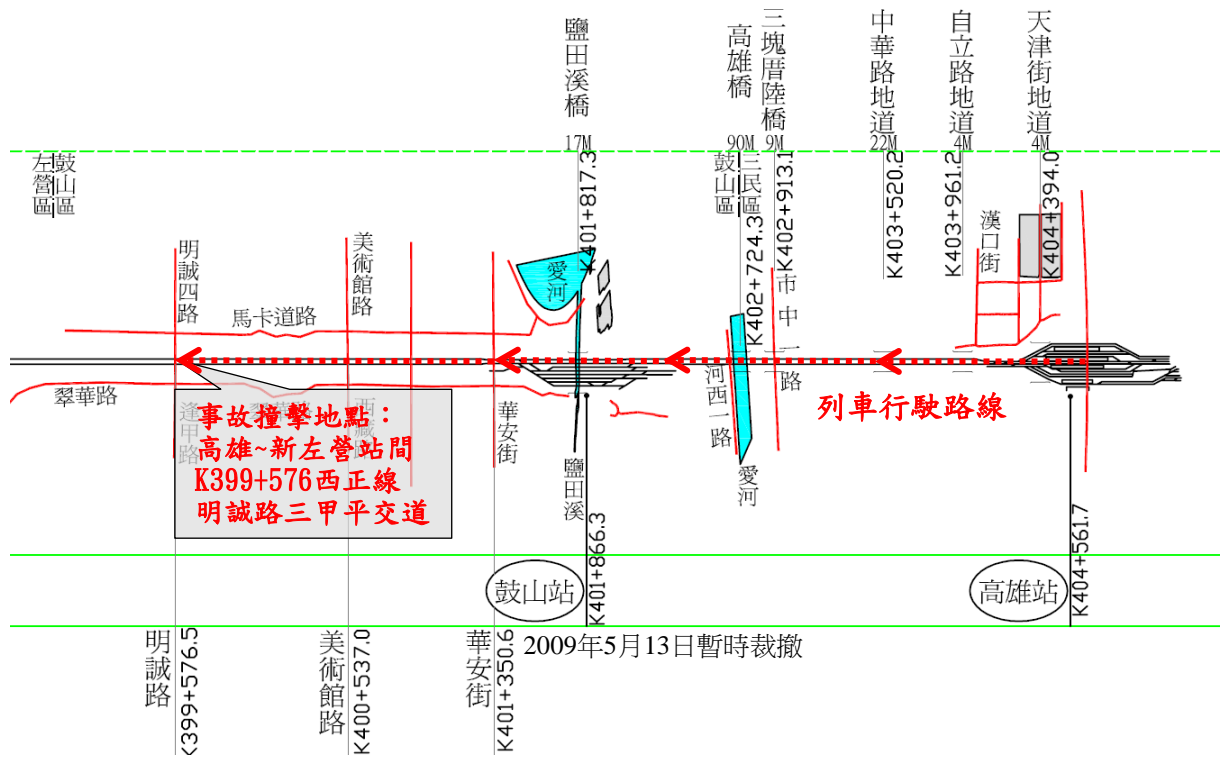 鹽田溪橋
高雄橋
三塊厝陸橋
中華路地道
自立路地道
天津街地道
17M
90M
9M
22M
4M
4M
左營區
鼓山區
鼓山區
三民區
K401+817.3
K402+724.3
K402+913.1
K403+520.2
K403+961.2
K404+394.0
明誠四路
美術館路
馬卡道路
愛河
市中一路
漢口街
翠華路
翠華路
逢甲路
西藏路
華安街
河西一路
愛河
鹽田溪
列車行駛路線
事故撞擊地點：
高雄~新左營站間
K399+576西正線
明誠路三甲平交道
鼓山站
K401+866.3
高雄站
K404+561.7
2009年5月13日暫時裁撤
明誠路
K399+576.5
美術館路
K400+537.0
華安街
K401+350.6